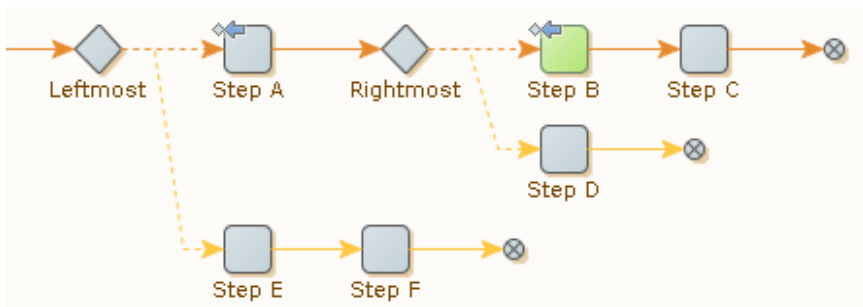 Leftmost
Step A
Rightmost
Step B
Step C
Step D
Step E
Step F